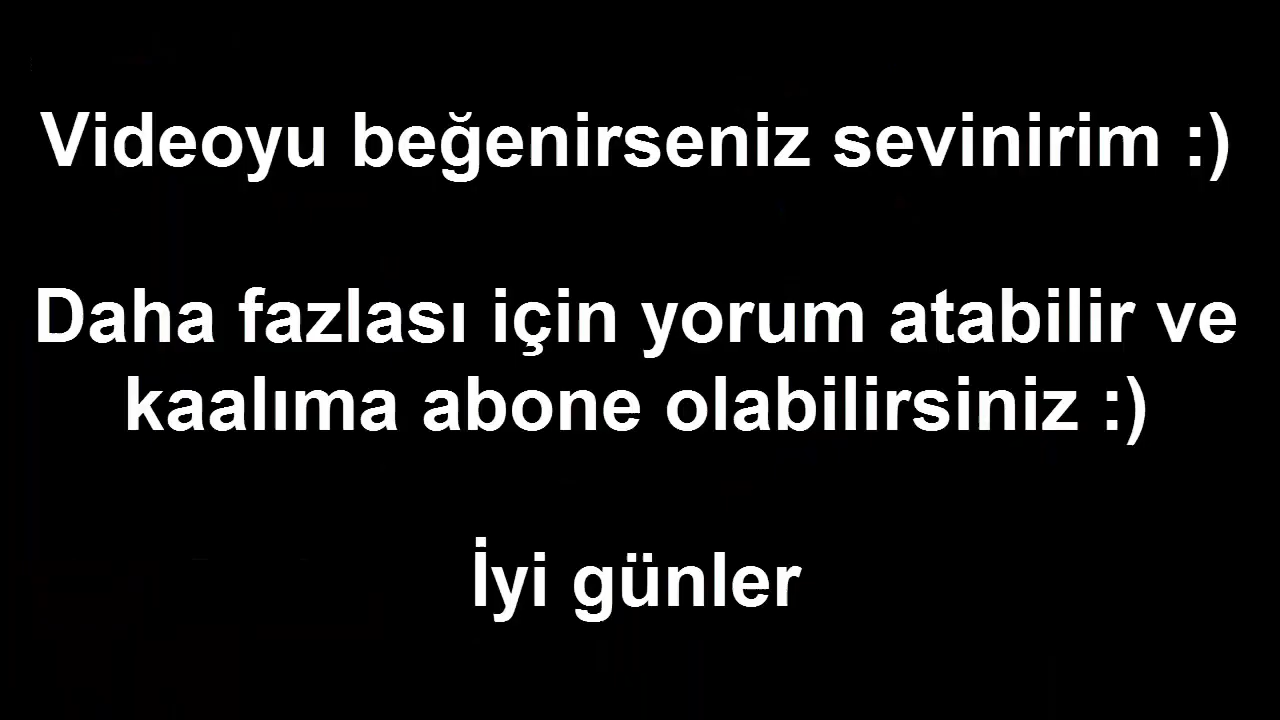 Videoyu beğenirseniz sevinirim :)
Daha fazlası için yorum atabilir ve
kaalıma abone olabilirsiniz :)
İyi günler